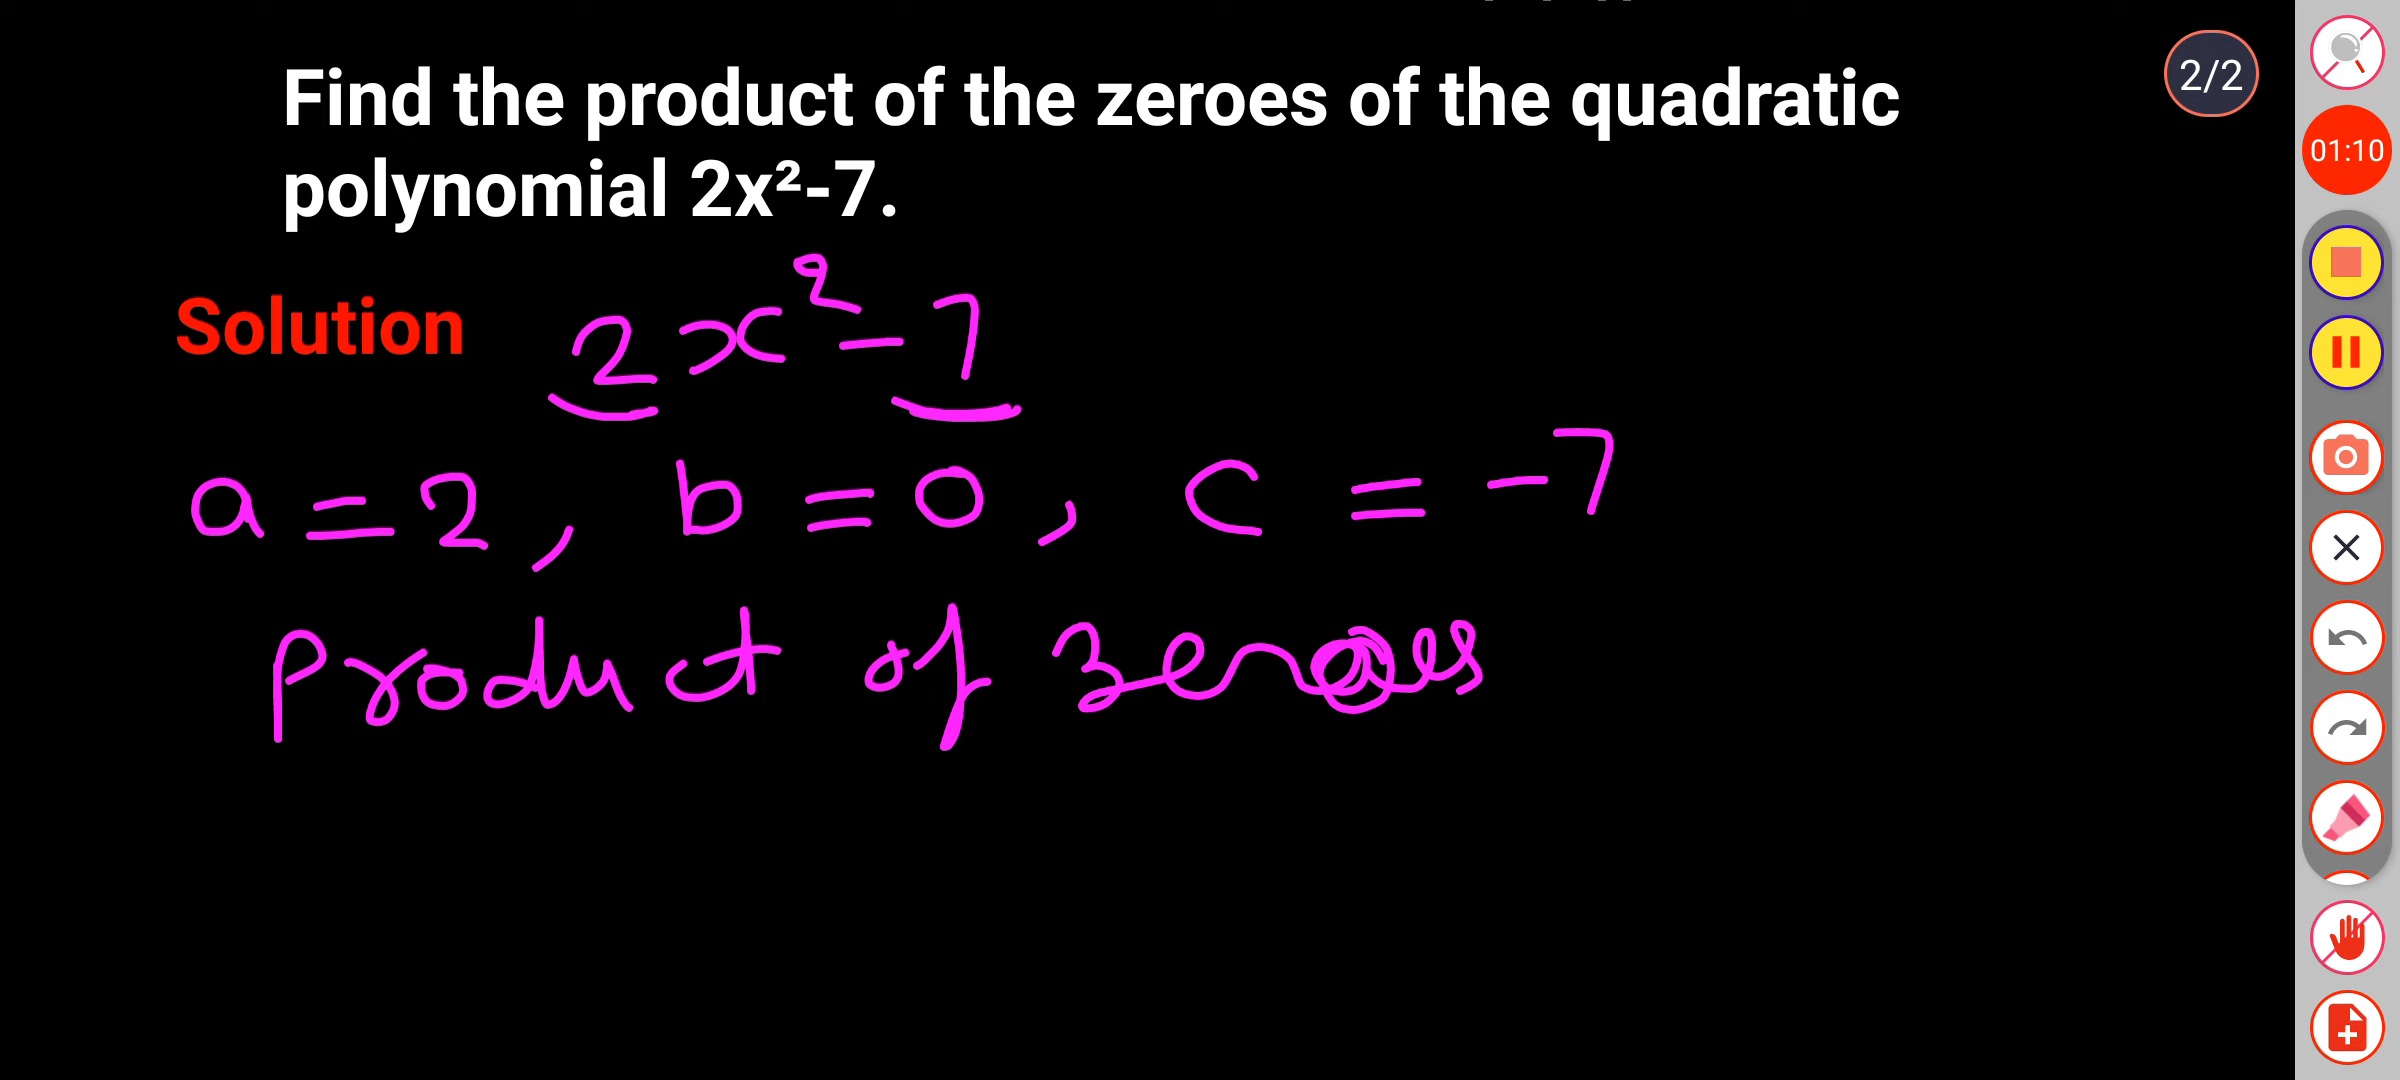 Find the product of the zeroes of the quadratic
polynomial 2x²-7.
2/2
01:10
Solution 2x²-7
a=2, b=0, c=-7
product of zeroes